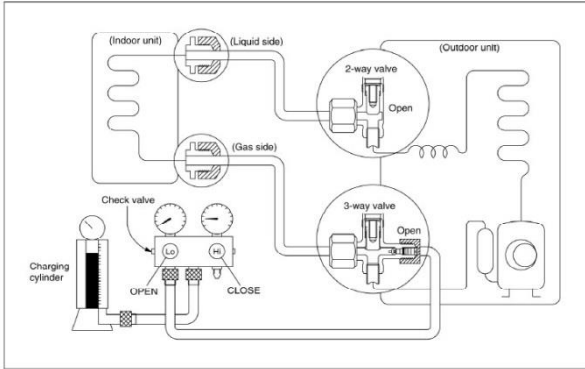 (Indoor unit)
(Liquid side)
(Outdoor unit)
2-way valve
Open
(Gas side)
3-way valve
Open
Check valve
Lo
Hi
Charging
cylinder
OPEN
CLOSE